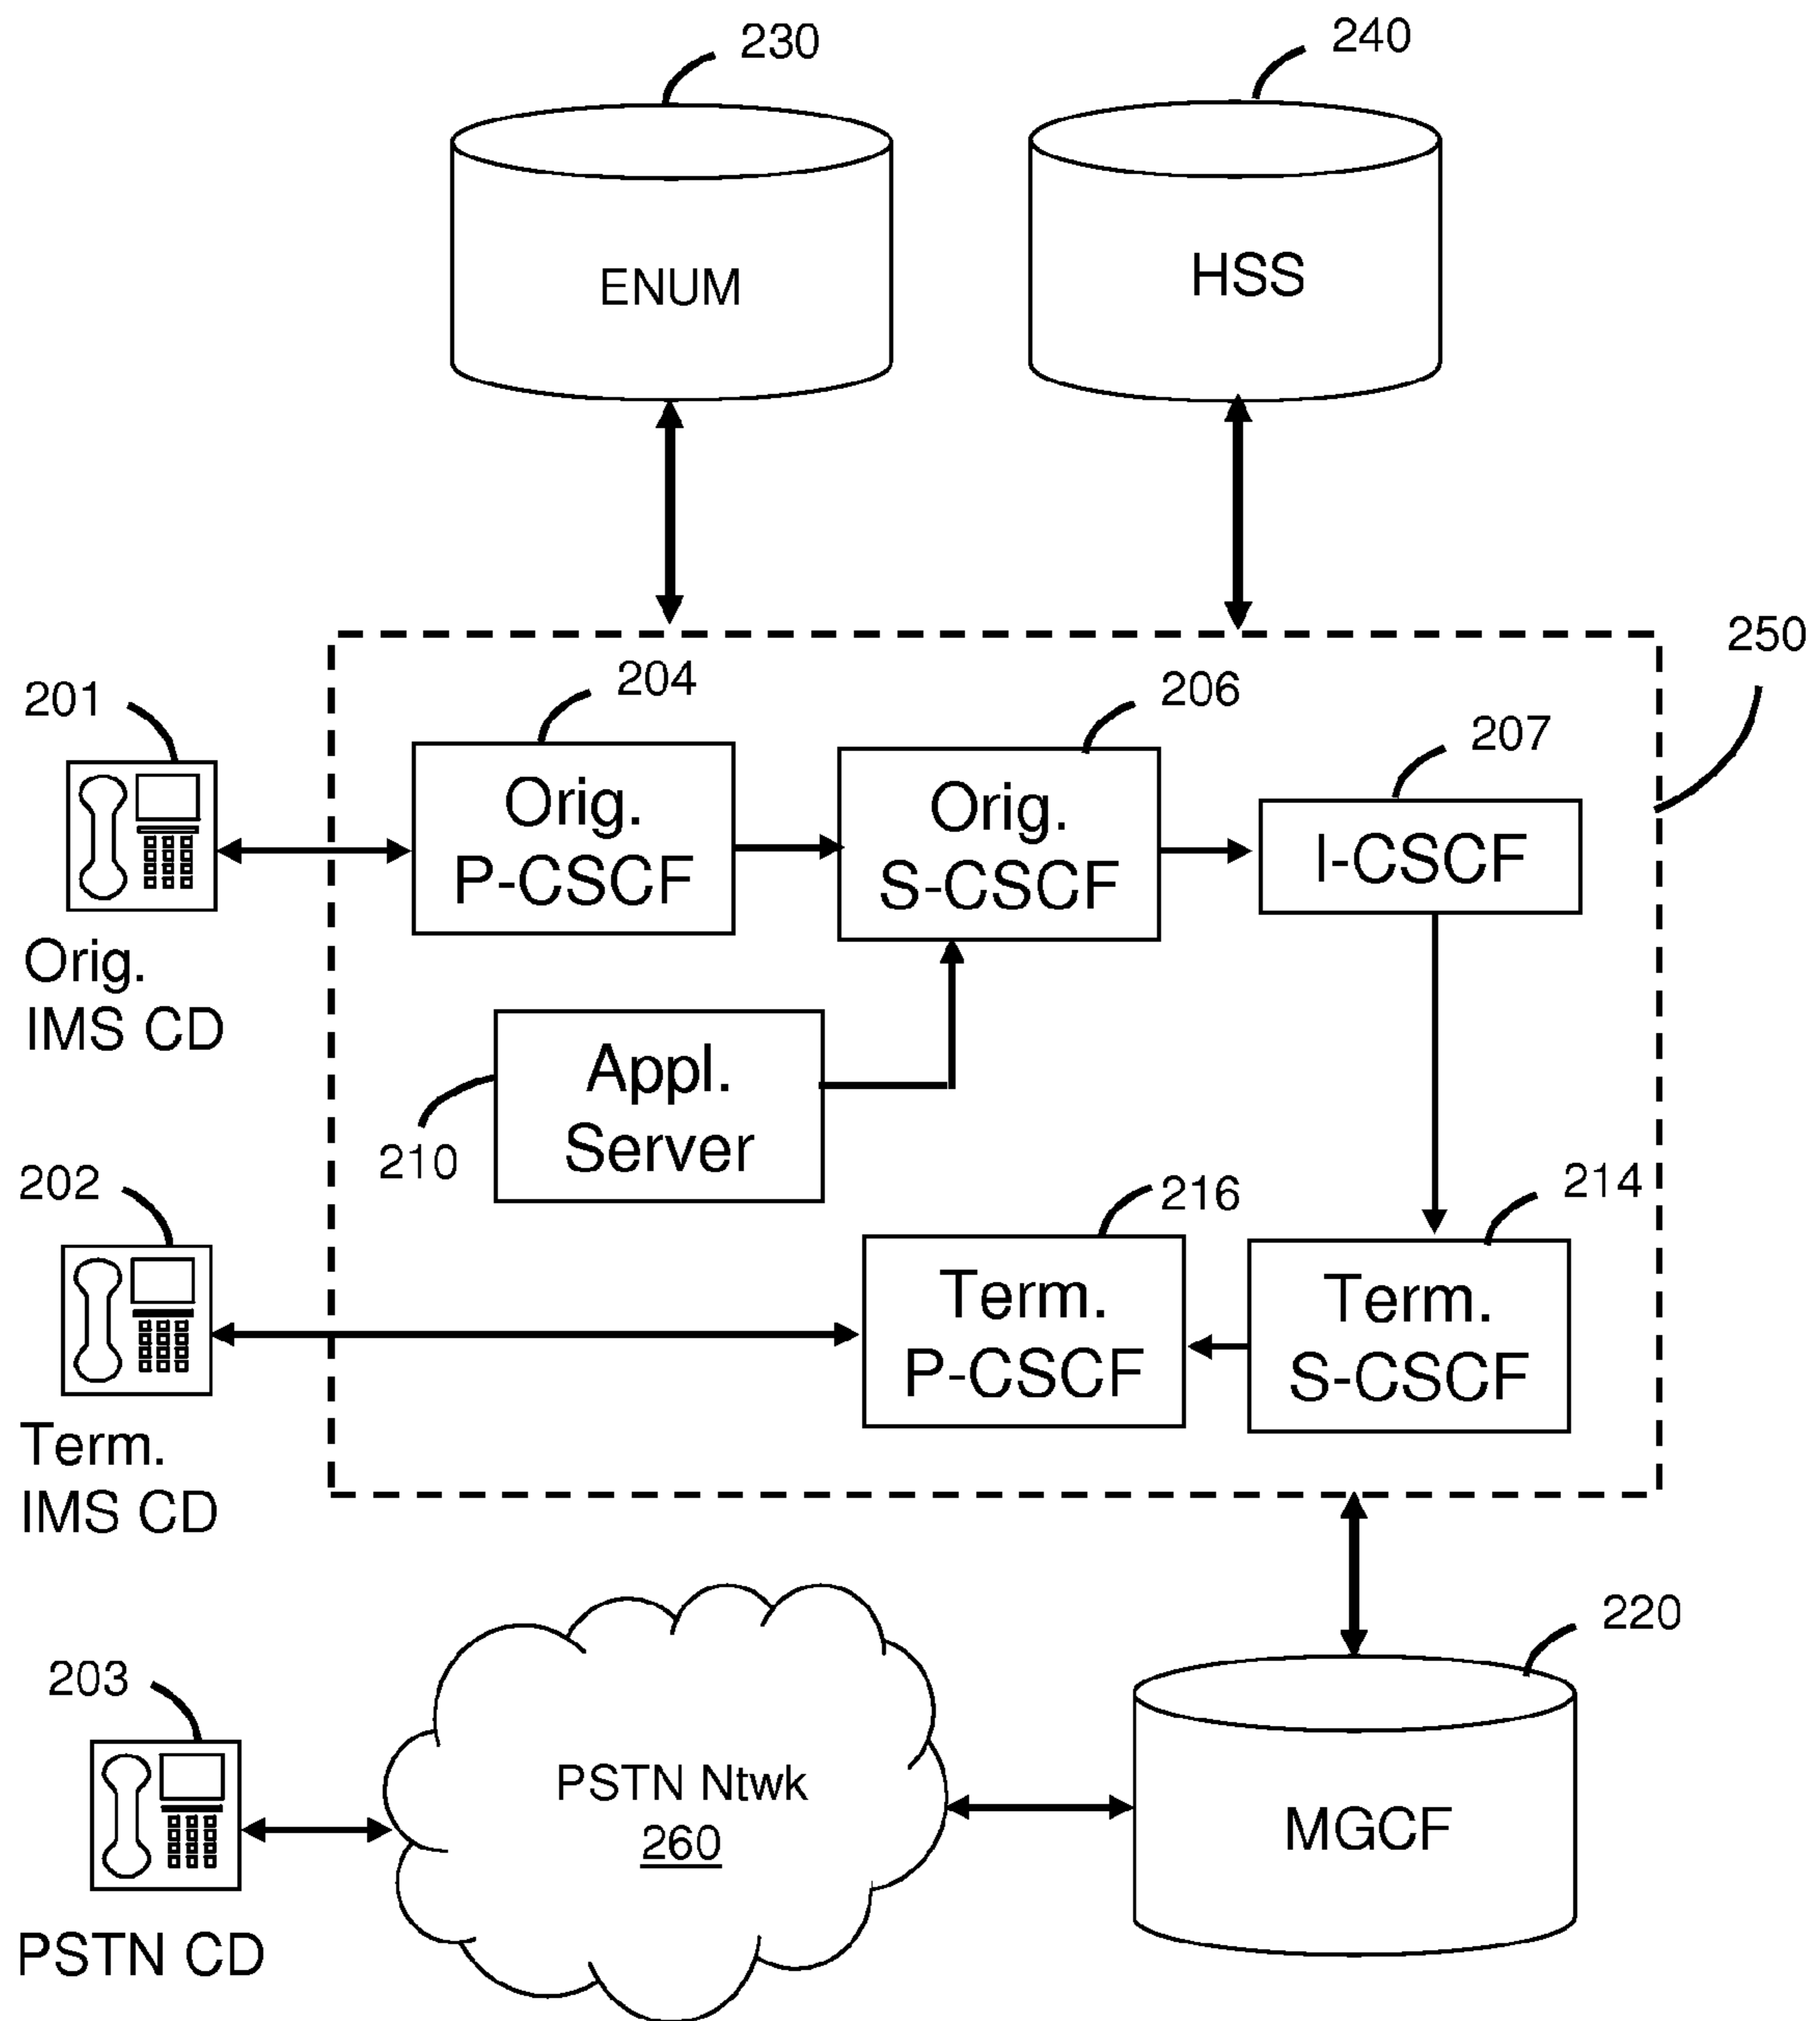 230
240
ENUM
HSS
250
201
204
206
207
Orig.
P-CSCF
Orig.
S-CSCF
I-CSCF
Orig.
IMS CD
Appl.
Server
210
202
216
214
Term.
P-CSCF
Term.
S-CSCF
Term.
IMS CD
220
203
PSTN Ntwk
260
MGCF
PSTN CD